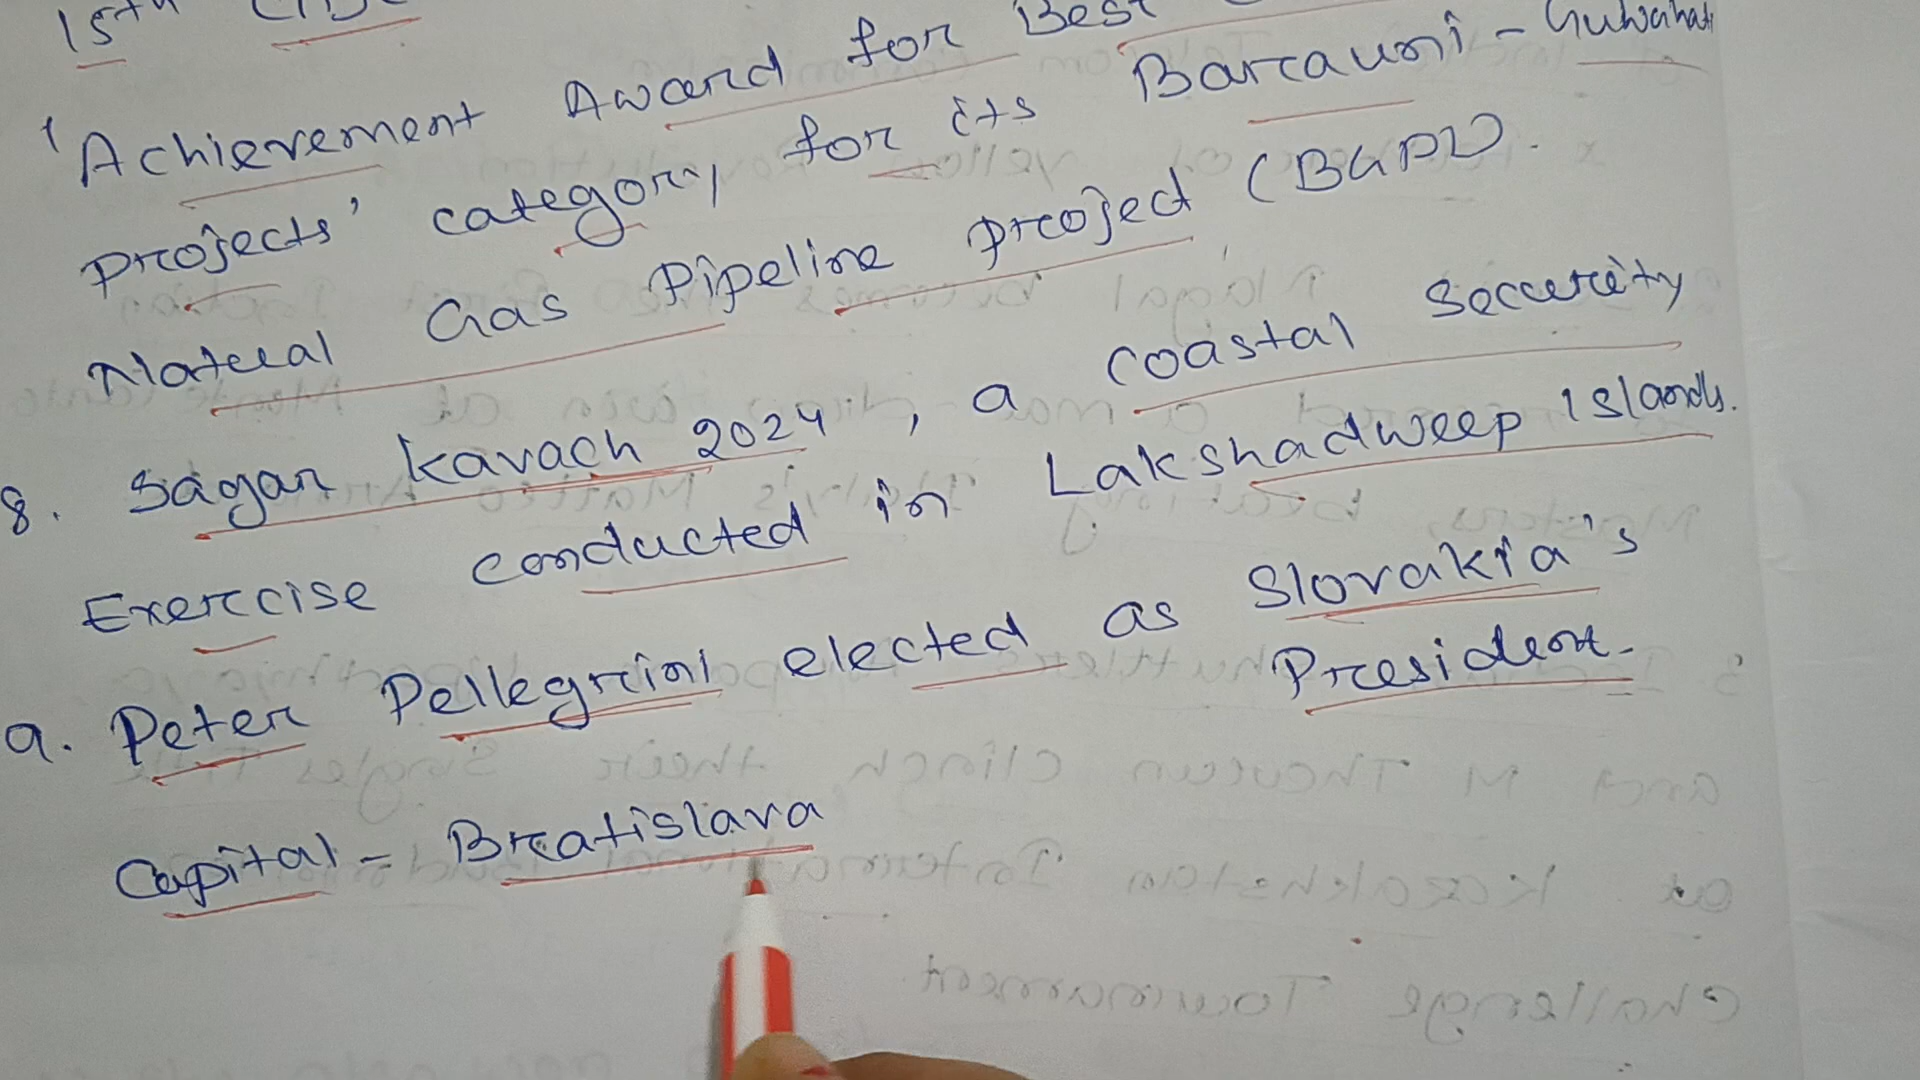 15th
'Achievement Award for Best
Projects' category, for its Barauni - Guwahati
Natural Gas Pipeline project (BGPL).
8. Sagar Kavach 2024, a coastal Security
Exercise conducted in Lakshadweep Islands.
9. Peter Pellegrini elected as Slovakia's
President.
Capital - Bratislava